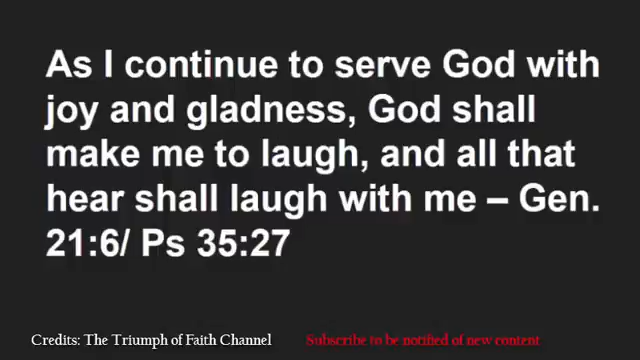 As I continue to serve God with
joy and gladness, God shall
make me to laugh, and all that
hear shall laugh with me – Gen.
21:6/ Ps 35:27
Credits: The Triumph of Faith Channel
Subscribe to be notified of new content